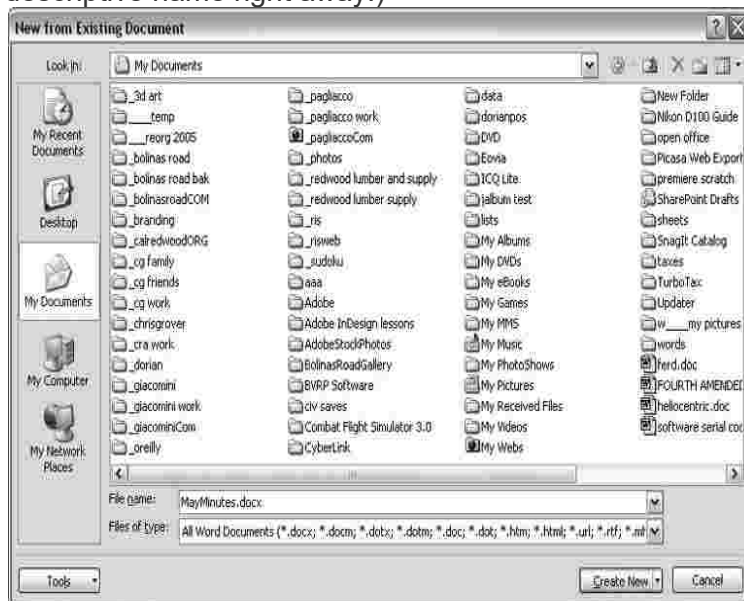 descriptive name right away.)
New from Existing Document
Look in:
My Documents
My Recent Documents
Desktop
My Documents
My Computer
My Network Places
_3d art
___temp
__reorg 2005
_bolinas road
_bolinas road bak
_bolinasroadCOM
_branding
_calredwoodORG
_cg family
_cg friends
_cg work
_chrisgrover
_cra work
_dorian
_giacomini
_giacomini work
_giacominiCom
_oreilly
_pagliacco
_pagliacco work
_pagliaccoCom
_photos
_redwood lumber and supply
_redwood lumber supply
_ris
_risweb
_sudoku
aaa
Adobe
Adobe InDesign lessons
AdobeStockPhotos
BolinasRoadGallery
BVRP Software
civ saves
Combat Flight Simulator 3.0
CyberLink
data
dorianpos
DVD
Eovia
ICQ Lite
jalbum test
lists
My Albums
My DVDs
My eBooks
My Games
My MMS
My Music
My PhotoShows
My Pictures
My Received Files
My Videos
My Webs
New Folder
Nikon D100 Guide
open office
Picasa Web Export
premiere scratch
SharePoint Drafts
sheets
SnagIt Catalog
taxes
TurboTax
Updater
w___my pictures
words
ferd.doc
FOURTH AMENDED
heliocentric.doc
software serial coc
File name:
MayMinutes.docx
Files of type:
All Word Documents (*.docx; *.docm; *.dotx; *.dotm; *.doc; *.dot; *.htm; *.html; *.url; *.rtf; *.mh
Tools
Create New
Cancel